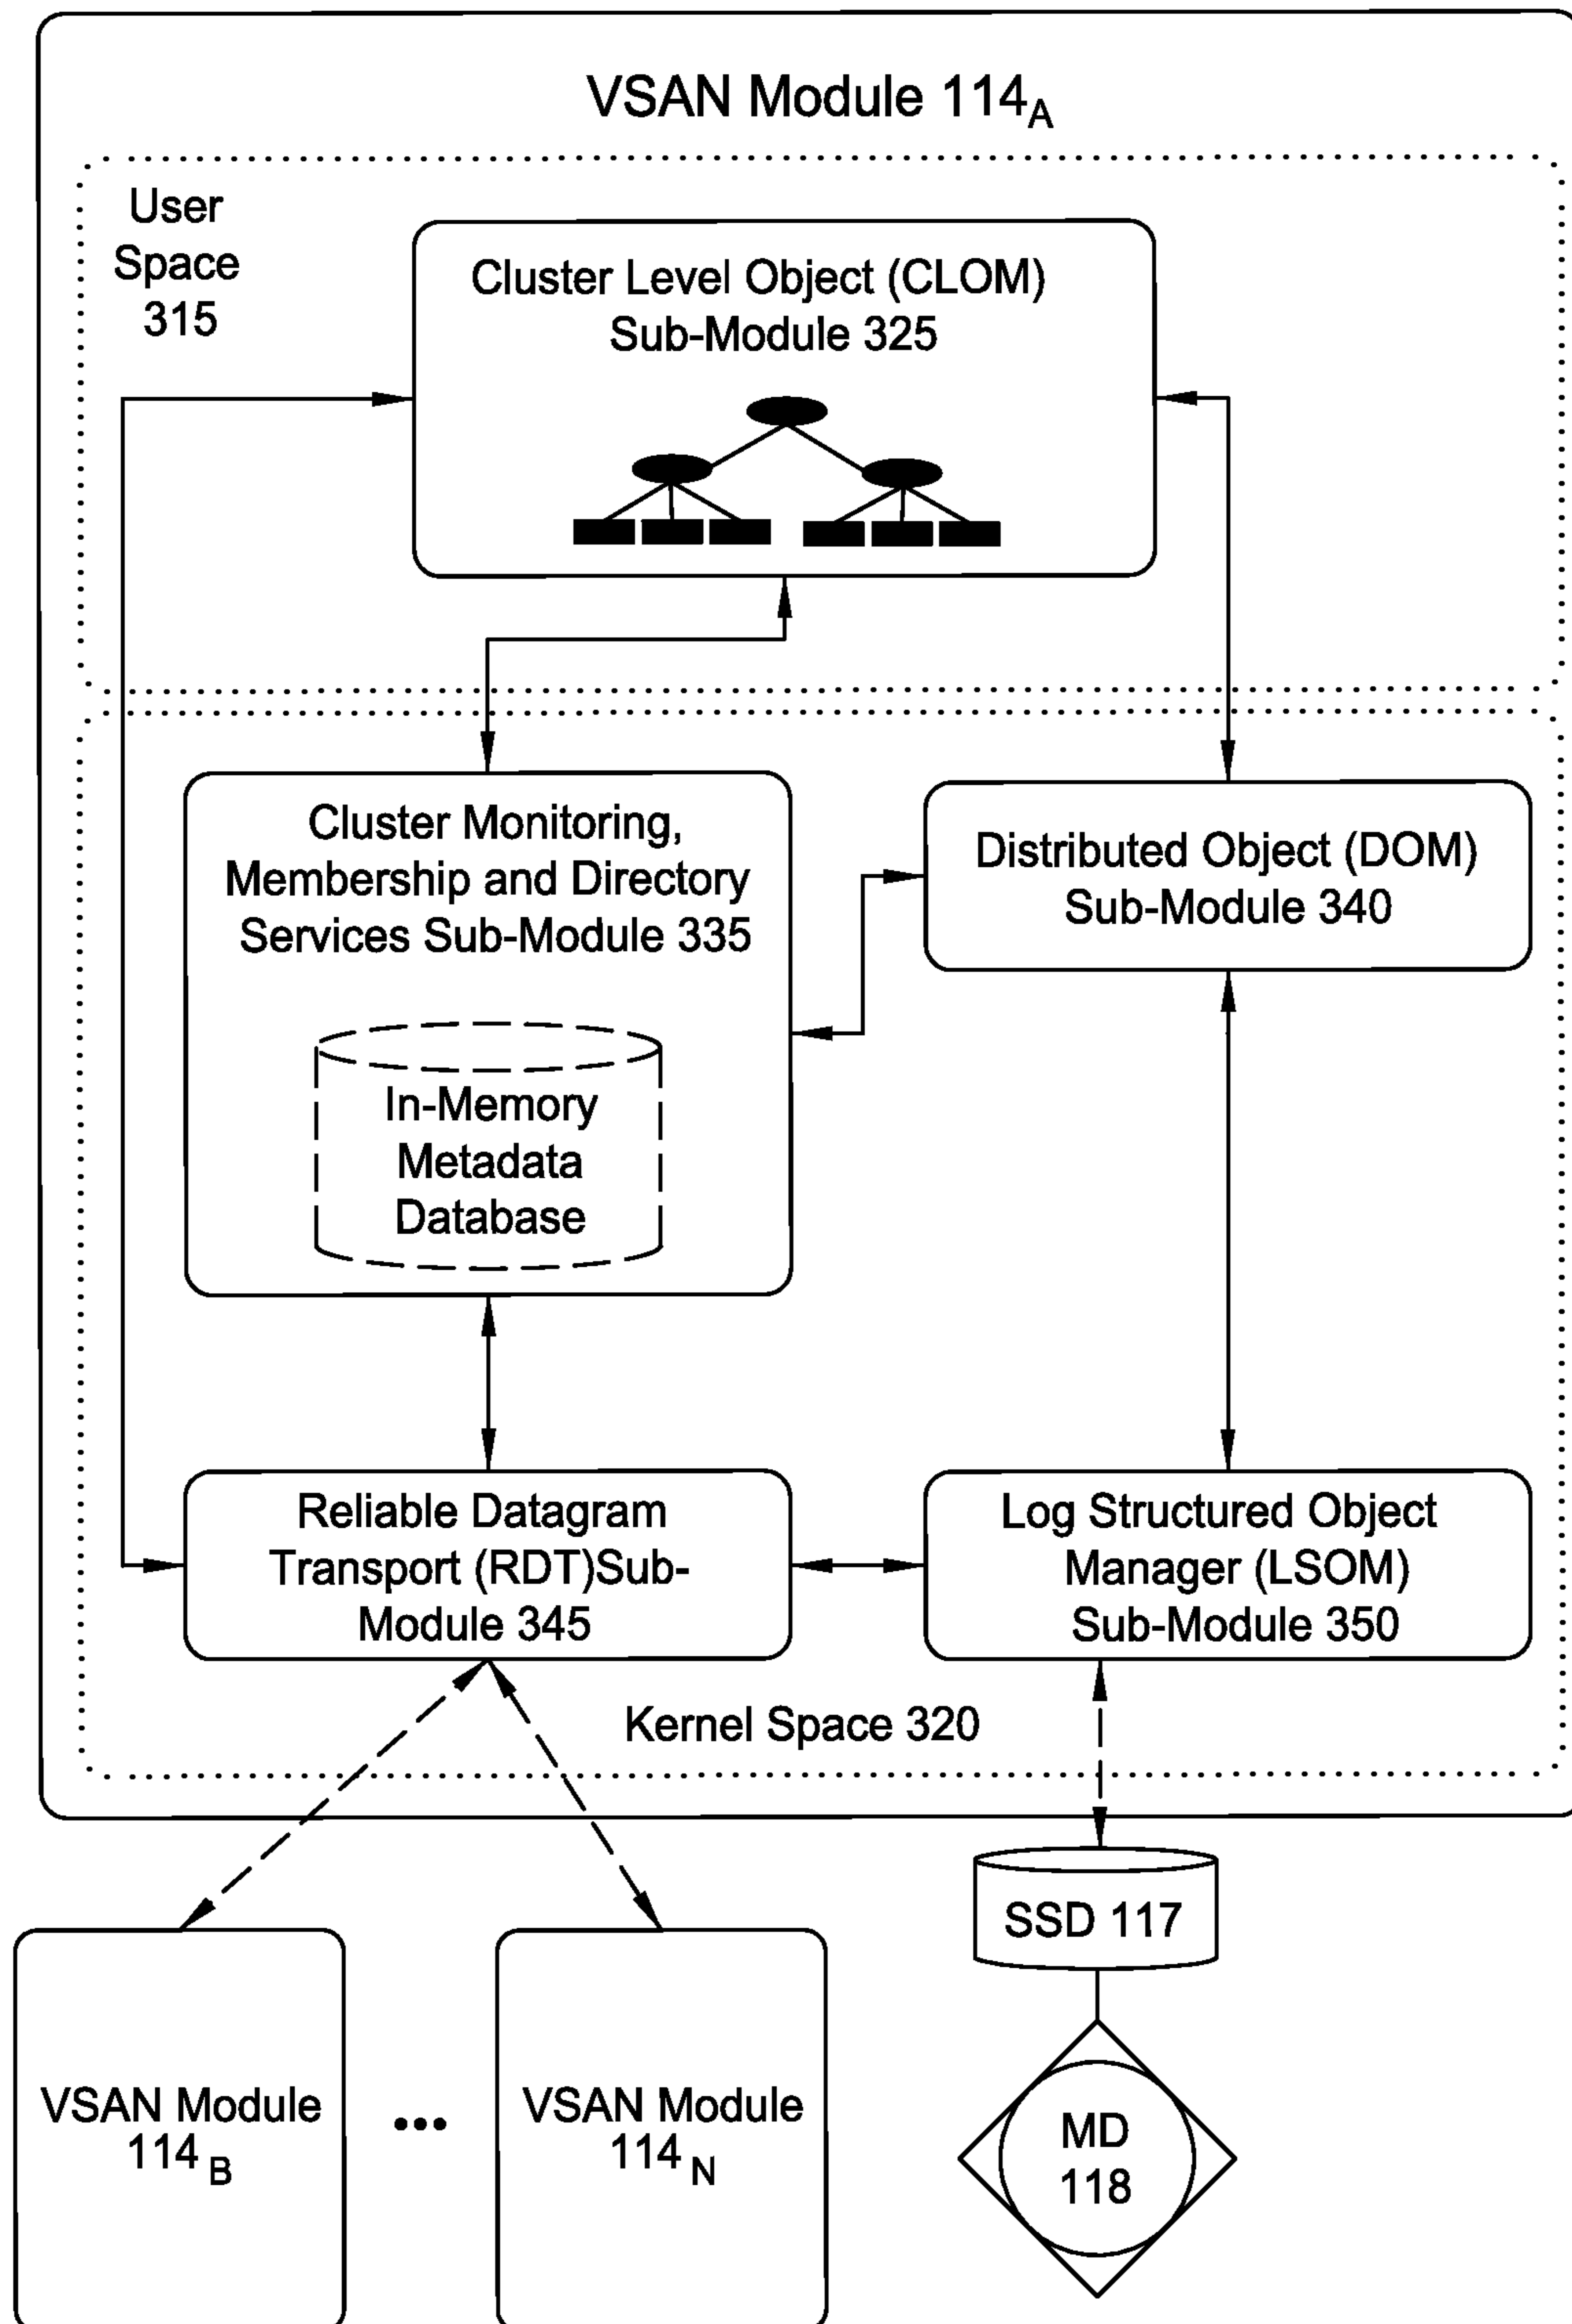 VSAN Module 114A
User
Space
315
Cluster Level Object (CLOM)
Sub-Module 325
Cluster Monitoring,
Membership and Directory
Services Sub-Module 335
In-Memory
Metadata
Database
Distributed Object (DOM)
Sub-Module 340
Reliable Datagram
Transport (RDT)Sub-
Module 345
Log Structured Object
Manager (LSOM)
Sub-Module 350
Kernel Space 320
SSD 117
VSAN Module
114 B
...
VSAN Module
114 N
MD
118